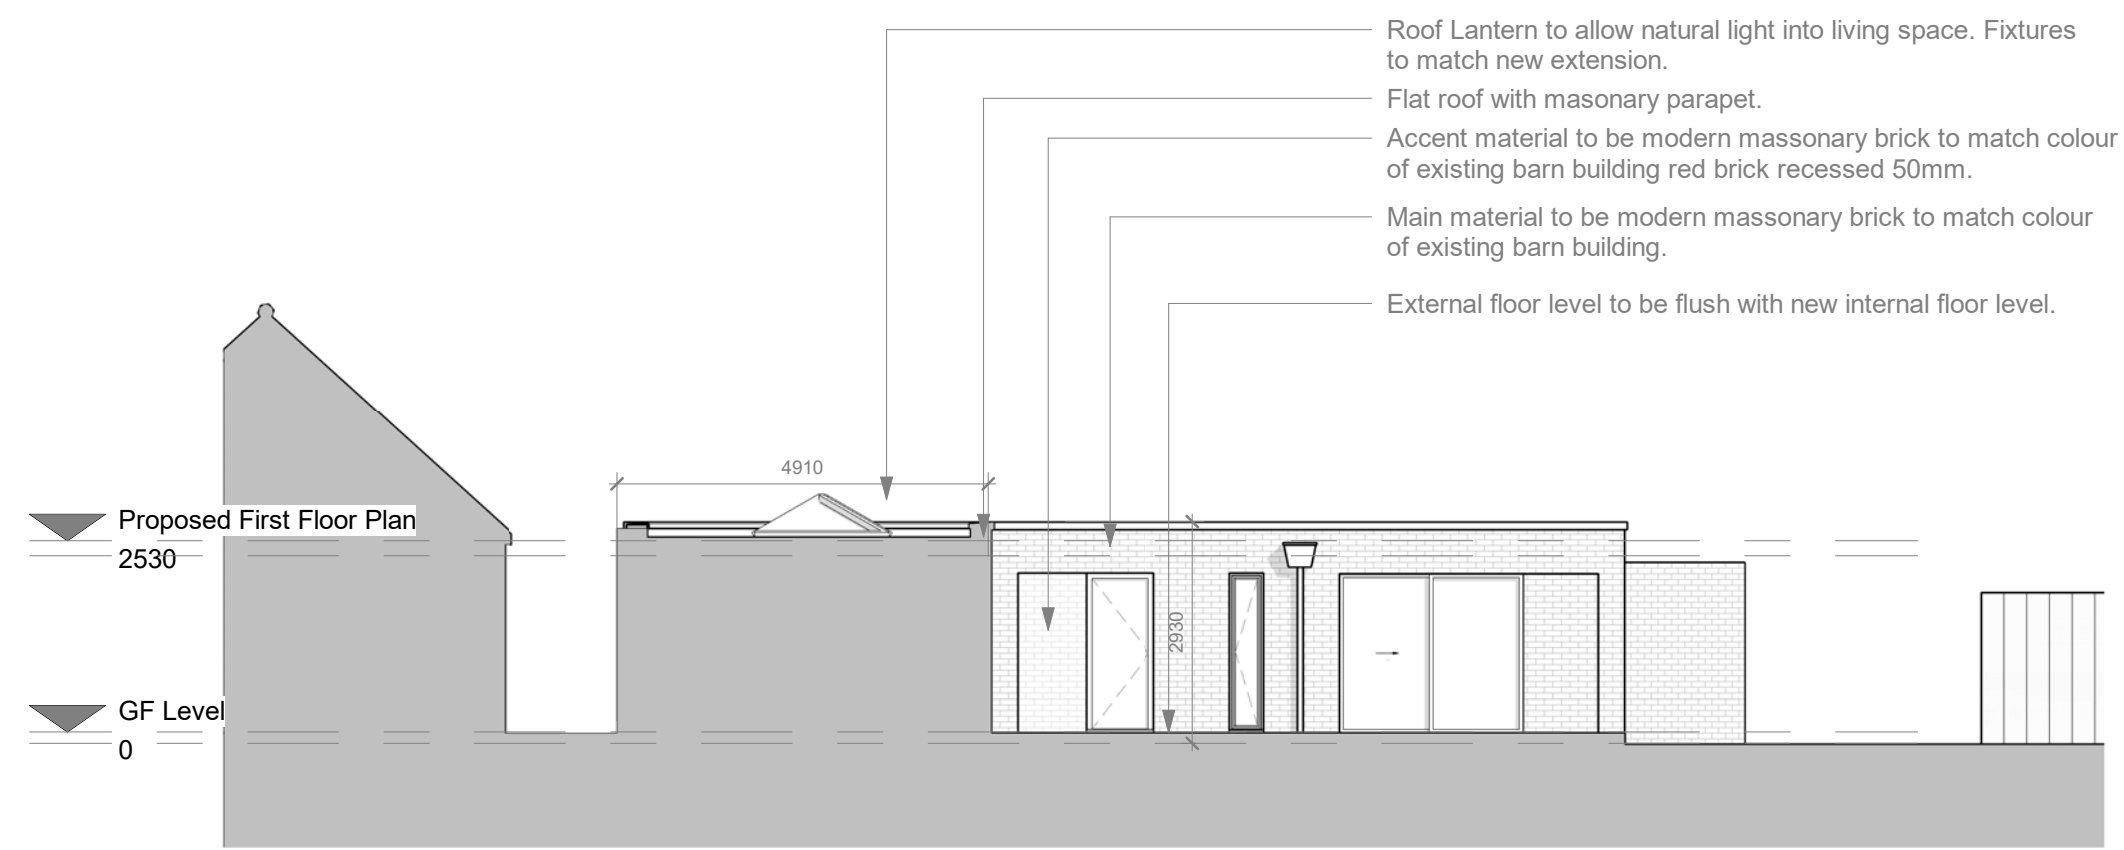 Roof Lantern to allow natural light into living space. Fixtures
to match new extension.
Flat roof with masonary parapet.
Accent material to be modern massonary brick to match colour
of existing barn building red brick recessed 50mm.
Main material to be modern massonary brick to match colour
of existing barn building.
External floor level to be flush with new internal floor level.
4910
Proposed First Floor Plan
2530
2930
GF Level
0